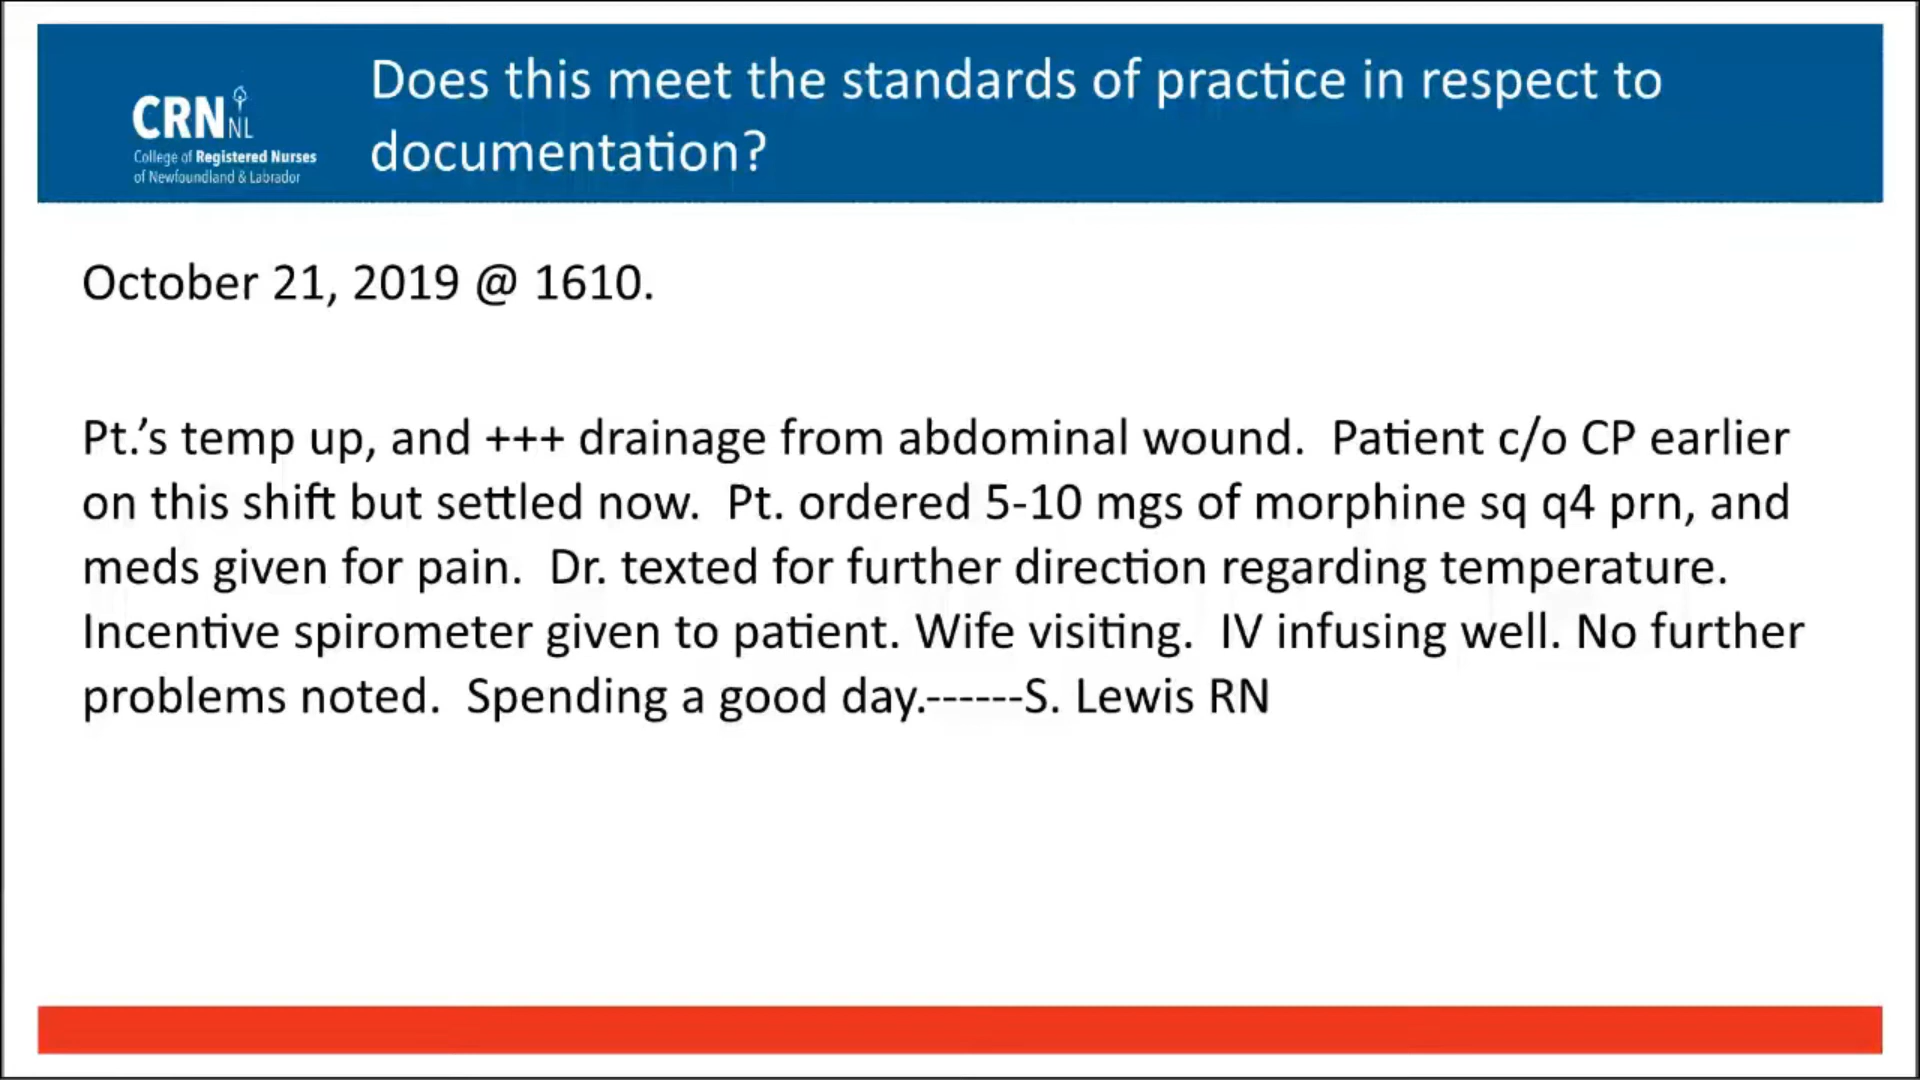 CRN NL
College of Registered Nurses
of Newfoundland & Labrador
Does this meet the standards of practice in respect to
documentation?
October 21, 2019 @ 1610.
Pt.’s temp up, and +++ drainage from abdominal wound.  Patient c/o CP earlier
on this shift but settled now.  Pt. ordered 5-10 mgs of morphine sq q4 prn, and
meds given for pain.  Dr. texted for further direction regarding temperature.
Incentive spirometer given to patient. Wife visiting.  IV infusing well. No further
problems noted.  Spending a good day.------S. Lewis RN